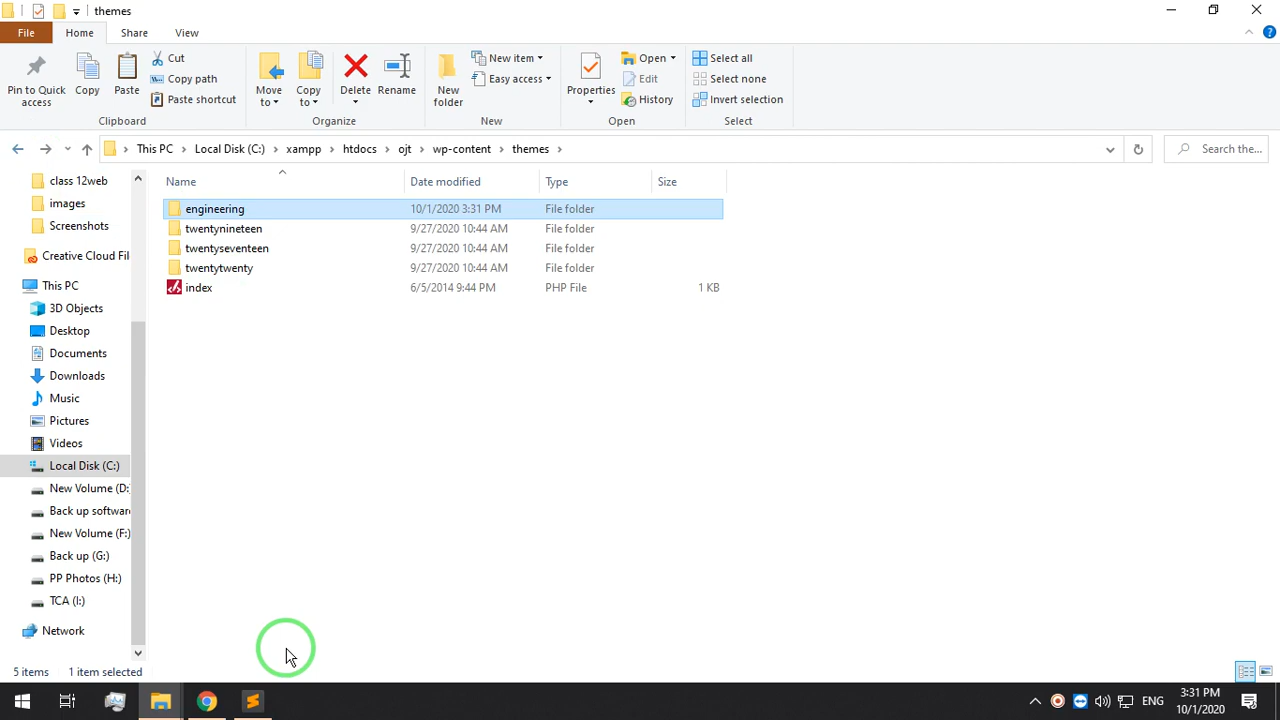 themes
File Home Share View
Pin to Quick access
Copy
Paste
Cut
Copy path
Paste shortcut
Clipboard
Move to
Copy to
Delete
Rename
Organize
New folder
New item
Easy access
New
Properties
Open
Edit
History
Open
Select all
Select none
Invert selection
Select
This PC Local Disk (C:) xampp htdocs ojt wp-content themes
Search the...
Name Date modified Type Size
engineering 10/1/2020 3:31 PM File folder
twentynineteen 9/27/2020 10:44 AM File folder
twentyseventeen 9/27/2020 10:44 AM File folder
twentytwenty 9/27/2020 10:44 AM File folder
index 6/5/2014 9:44 PM PHP File 1 KB
class 12web
images
Screenshots
Creative Cloud Fil
This PC
3D Objects
Desktop
Documents
Downloads
Music
Pictures
Videos
Local Disk (C:)
New Volume (D:
Back up softwar
New Volume (F:)
Back up (G:)
PP Photos (H:)
TCA (I:)
Network
5 items 1 item selected
ENG
3:31 PM
10/1/2020